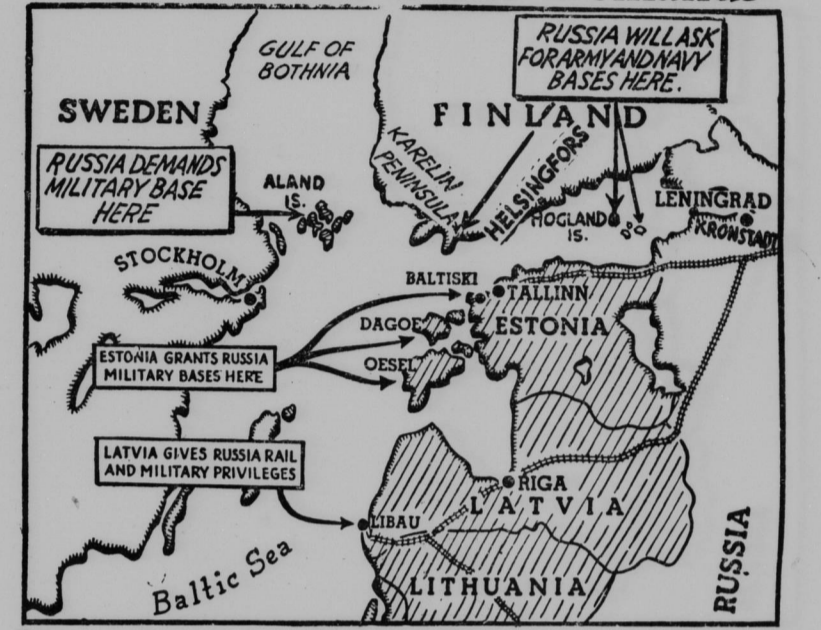 GULF OF
BOTHNIA
RUSSIA WILL ASK
FOR ARMY AND NAVY
BASES HERE.
SWEDEN
FINLAND
RUSSIA DEMANDS
MILITARY BASE
HERE
ALAND
IS.
KARELIN
PENINSULA
HELSINGFORS
HOGLAND
IS.
LENINGRAD
KRONSTADT
STOCKHOLM
BALTISKI
TALLINN
DAGOE
ESTONIA
OESEL
ESTONIA GRANTS RUSSIA
MILITARY BASES HERE
LATVIA GIVES RUSSIA RAIL
AND MILITARY PRIVILEGES
RIGA
LATVIA
LIBAU
Baltic Sea
LITHUANIA
RUSSIA